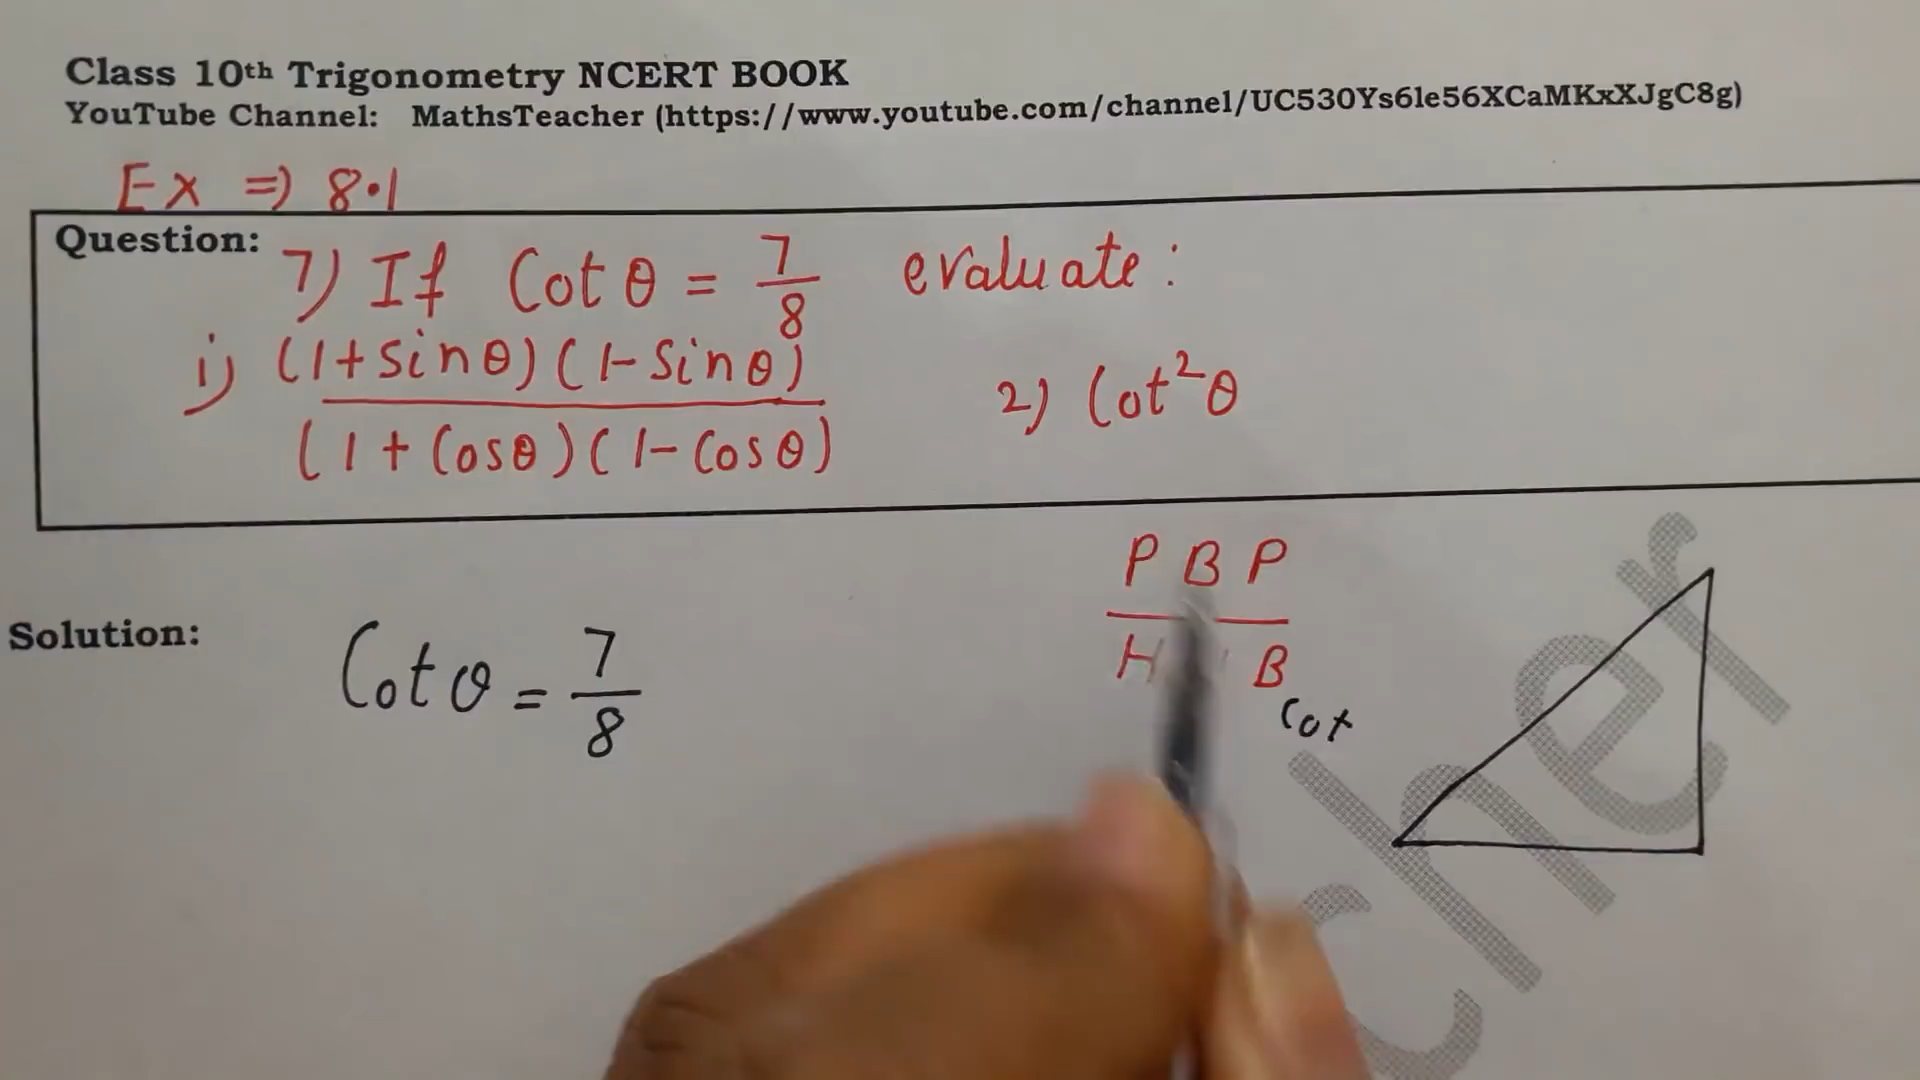 Class 10th Trigonometry NCERT BOOK
YouTube Channel: MathsTeacher (https://www.youtube.com/channel/UC530Ys6le56XCaMKxXJgC8g)
Ex => 8.1
Question:
7) If Cot θ = 7/8 evaluate:
i) (1+sinθ)(1-Sinθ)
(1+Cosθ)(1-Cosθ)
2) Cot²θ
P B P
H B
Cot
Solution:
Cot θ = 7/8
cher